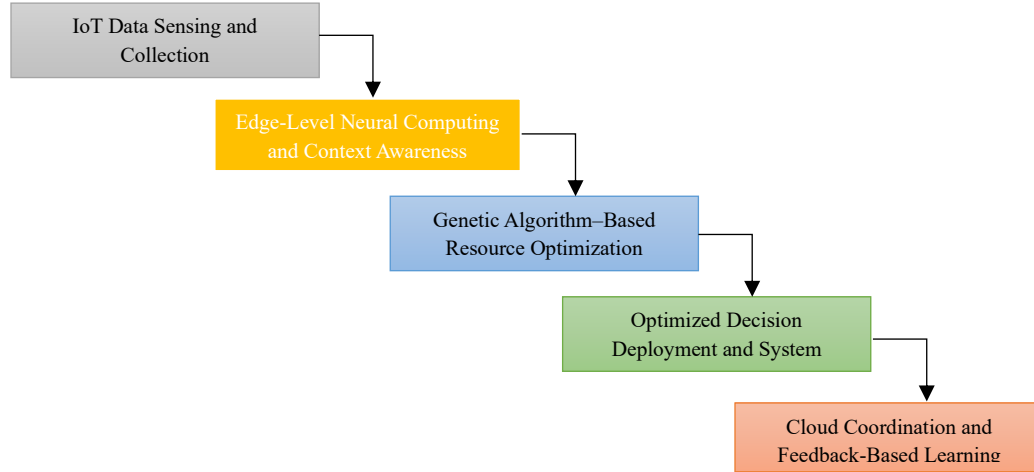 IoT Data Sensing and
Collection
Edge-Level Neural Computing
and Context Awareness
Genetic Algorithm–Based
Resource Optimization
Optimized Decision
Deployment and System
Cloud Coordination and
Feedback-Based Learning